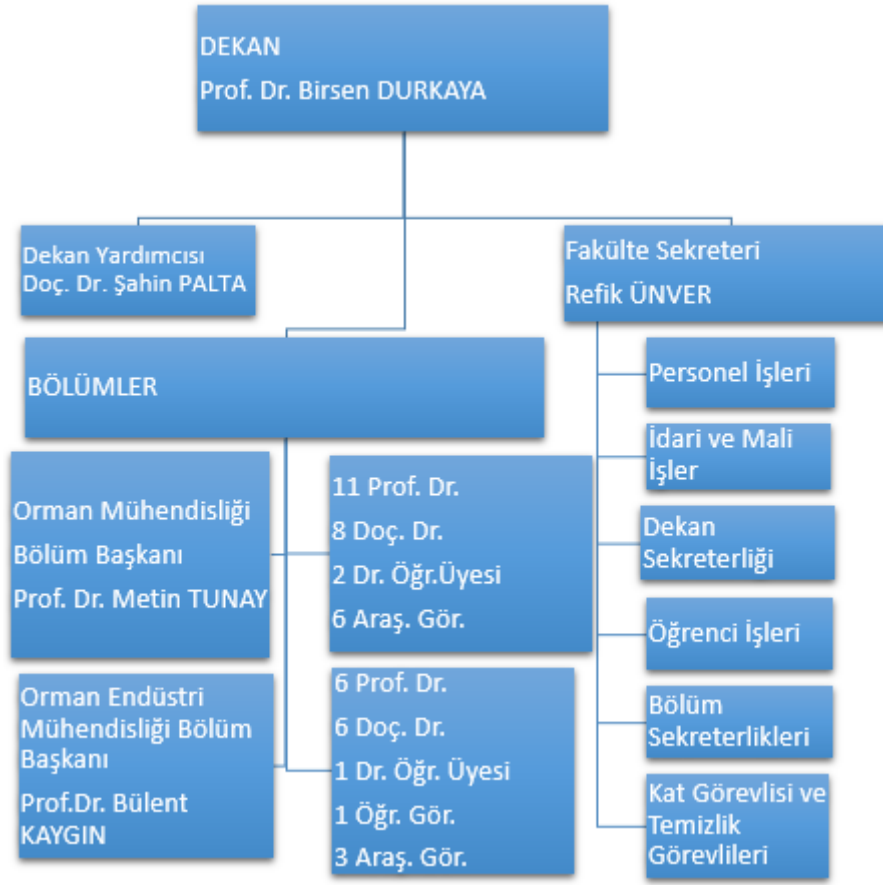 DEKAN
Prof. Dr. Birsen DURKAYA
Dekan Yardımcısı
Doç. Dr. Şahin PALTA
Fakülte Sekreteri
Refik ÜNVER
BÖLÜMLER
Orman Mühendisliği
Bölüm Başkanı
Prof. Dr. Metin TUNAY
11 Prof. Dr.
8 Doç. Dr.
2 Dr. Öğr.Üyesi
6 Araş. Gör.
Orman Endüstri
Mühendisliği Bölüm
Başkanı
Prof.Dr. Bülent
KAYGIN
6 Prof. Dr.
6 Doç. Dr.
1 Dr. Öğr. Üyesi
1 Öğr. Gör.
3 Araş. Gör.
Personel İşleri
İdari ve Mali
İşler
Dekan
Sekreterliği
Öğrenci İşleri
Bölüm
Sekreterlikleri
Kat Görevlisi ve
Temizlik
Görevlileri